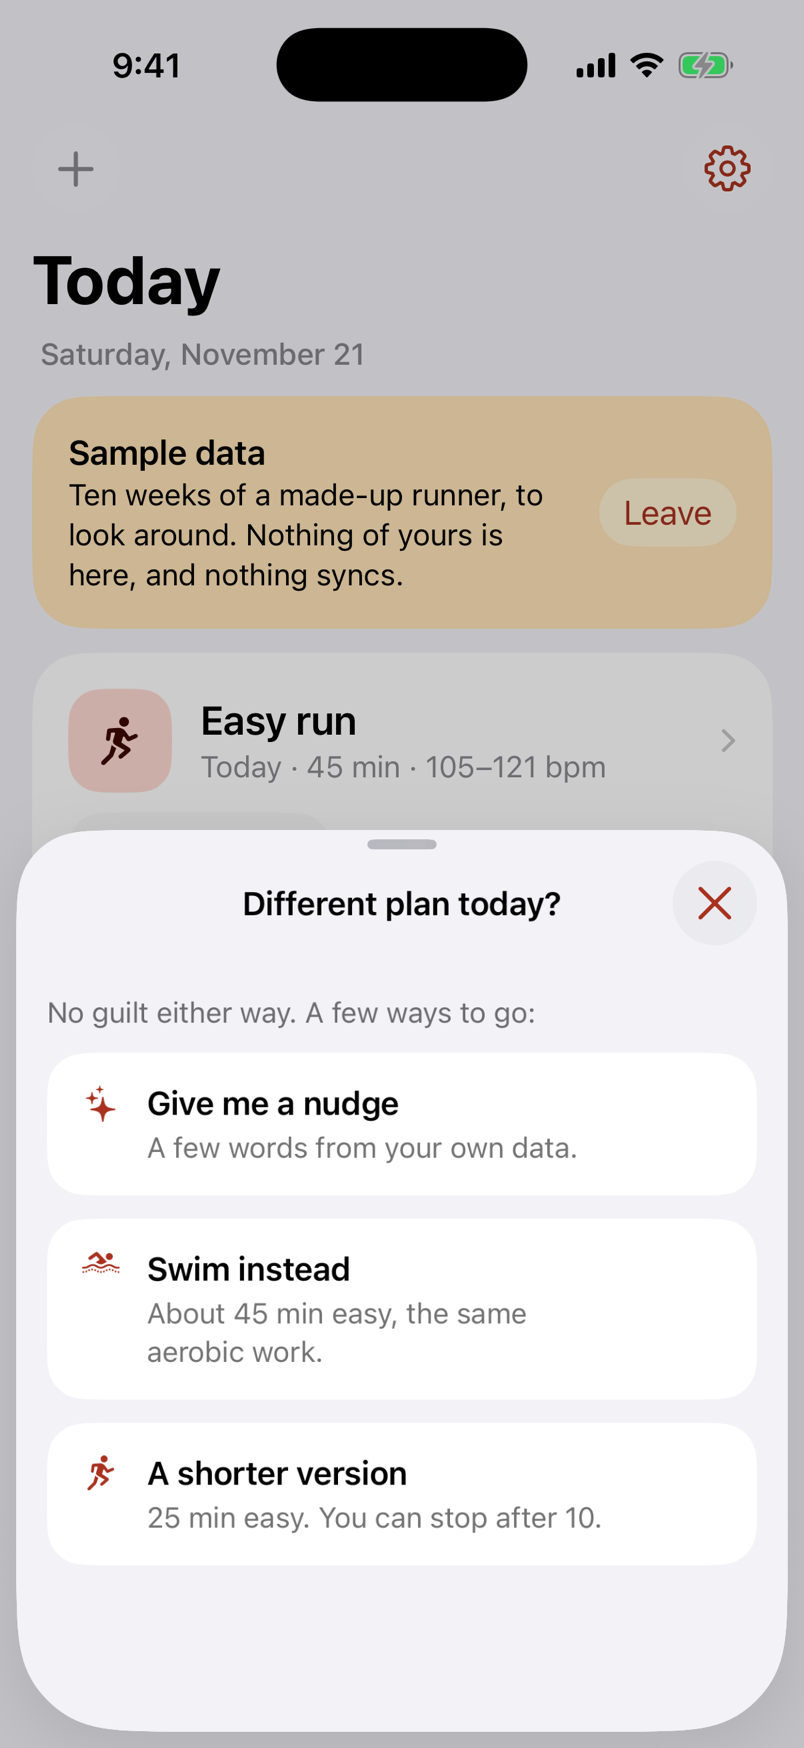 9:41
Today
Saturday, November 21
Sample data
Ten weeks of a made-up runner, to
look around. Nothing of yours is
here, and nothing syncs.
Leave
Easy run
Today · 45 min · 105–121 bpm
Different plan today?
No guilt either way. A few ways to go:
Give me a nudge
A few words from your own data.
Swim instead
About 45 min easy, the same
aerobic work.
A shorter version
25 min easy. You can stop after 10.